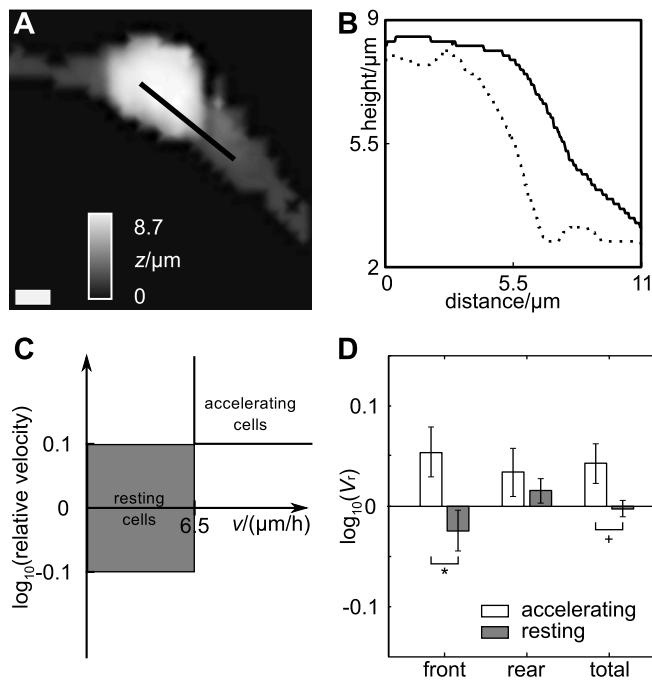 A
8.7
z/µm
0
B
9
height/µm
5.5
2
0
5.5
11
distance/µm
C
log10(relative velocity)
0.1
0
-0.1
accelerating
cells
resting
cells
6.5
v/(µm/h)
D
log10(Vr)
0.1
0
-0.1
*
+
accelerating
resting
front
rear
total